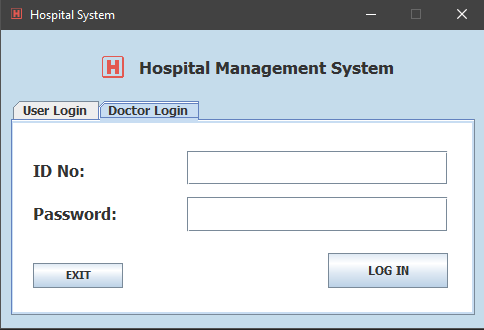 Hospital System
H Hospital Management System
User Login Doctor Login
ID No:
Password:
EXIT LOG IN